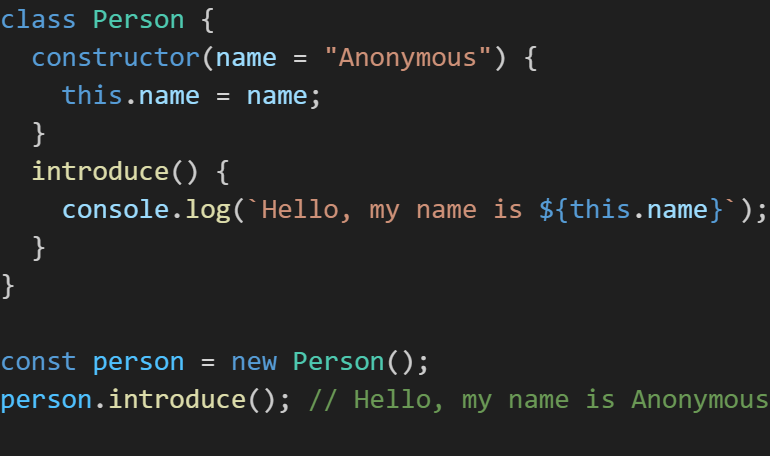 class Person {
  constructor(name = "Anonymous") {
    this.name = name;
  }
  introduce() {
    console.log(`Hello, my name is ${this.name}`);
  }
}

const person = new Person();
person.introduce(); // Hello, my name is Anonymous